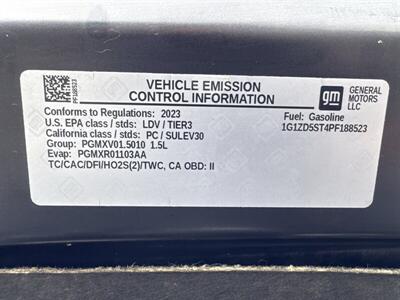 PF188523
VEHICLE EMISSION
CONTROL INFORMATION
gm
GENERAL
MOTORS
LLC
Conforms to Regulations: 2023
Fuel: Gasoline
U.S. EPA class / stds: LDV / TIER3
1G1ZD5ST4PF188523
California class / stds: PC / SULEV30
Group: PGMXV01.5010 1.5L
Evap: PGMXR01103AA
TC/CAC/DFI/HO2S(2)/TWC, CA OBD: II